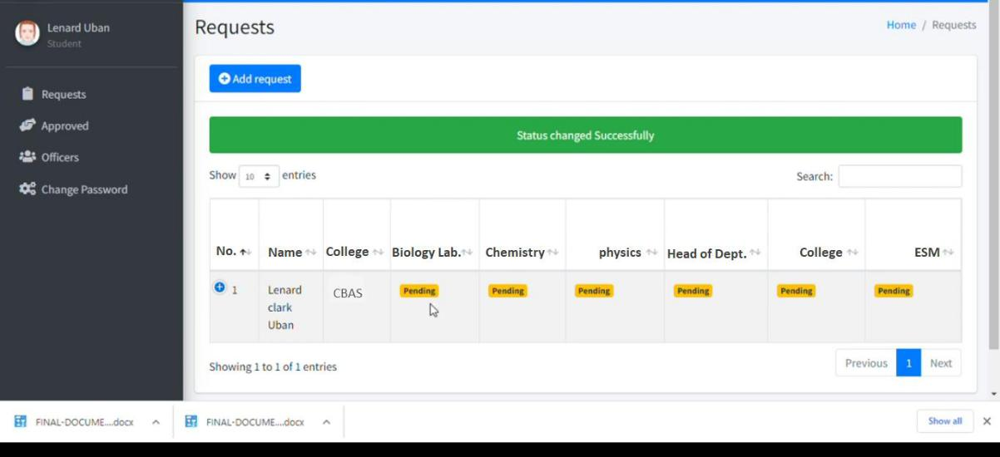 Lenard Uban
Student
Requests
Approved
Officers
Change Password
Requests
Home / Requests
Add request
Status changed Successfully
Show 10 entries
Search:
No. Name College Biology Lab. Chemistry physics Head of Dept. College ESM
1 Lenard clark Uban CBAS Pending Pending Pending Pending Pending Pending
Showing 1 to 1 of 1 entries
Previous 1 Next
FINAL-DOCUME....docx
FINAL-DOCUME....docx
Show all